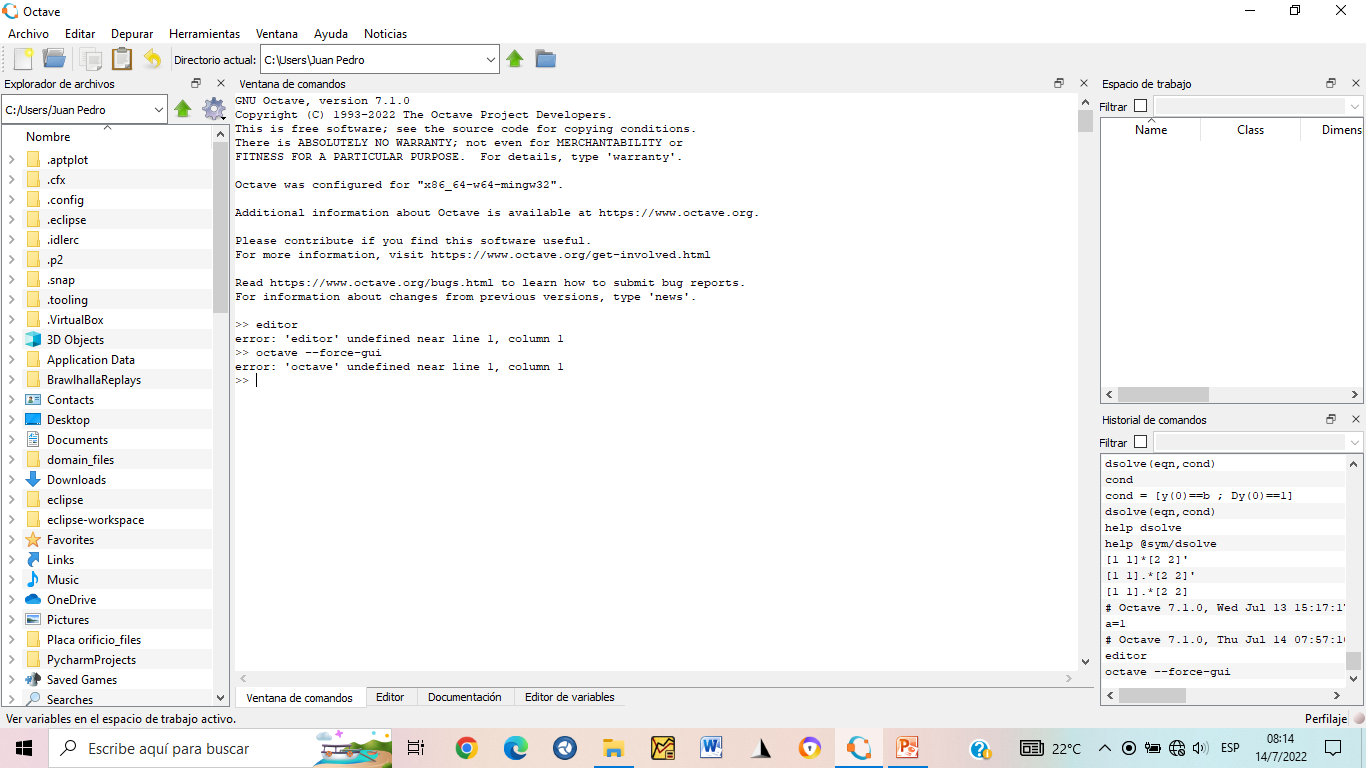 Octave
Archivo Editar Depurar Herramientas Ventana Ayuda Noticias
Directorio actual: C:\Users\Juan Pedro
Explorador de archivos
C:/Users/Juan Pedro
Nombre
.aptplot
.cfx
.config
.eclipse
.idlerc
.p2
.snap
.tooling
.VirtualBox
3D Objects
Application Data
BrawlhallaReplays
Contacts
Desktop
Documents
domain_files
Downloads
eclipse
eclipse-workspace
Favorites
Links
Music
OneDrive
Pictures
Placa orificio_files
PycharmProjects
Saved Games
Searches
Ventana de comandos
GNU Octave, version 7.1.0
Copyright (C) 1993-2022 The Octave Project Developers.
This is free software; see the source code for copying conditions.
There is ABSOLUTELY NO WARRANTY; not even for MERCHANTABILITY or
FITNESS FOR A PARTICULAR PURPOSE.  For details, type 'warranty'.
Octave was configured for "x86_64-w64-mingw32".
Additional information about Octave is available at https://www.octave.org.
Please contribute if you find this software useful.
For more information, visit https://www.octave.org/get-involved.html
Read https://www.octave.org/bugs.html to learn how to submit bug reports.
For information about changes from previous versions, type 'news'.
>> editor
error: 'editor' undefined near line 1, column 1
>> octave --force-gui
error: 'octave' undefined near line 1, column 1
>>
Ventana de comandos Editor Documentación Editor de variables
Espacio de trabajo
Filtrar
Name Class Dimens
Historial de comandos
Filtrar
dsolve(eqn,cond)
cond
cond = [y(0)==b ; Dy(0)==1]
dsolve(eqn,cond)
help dsolve
help @sym/dsolve
[1 1]*[2 2]'
[1 1].*[2 2]'
[1 1].*[2 2]
# Octave 7.1.0, Wed Jul 13 15:17:1
a=1
# Octave 7.1.0, Thu Jul 14 07:57:1
editor
octave --force-gui
Ver variables en el espacio de trabajo activo.
Perfilaje
Escribe aquí para buscar
22°C
ESP
08:14
14/7/2022